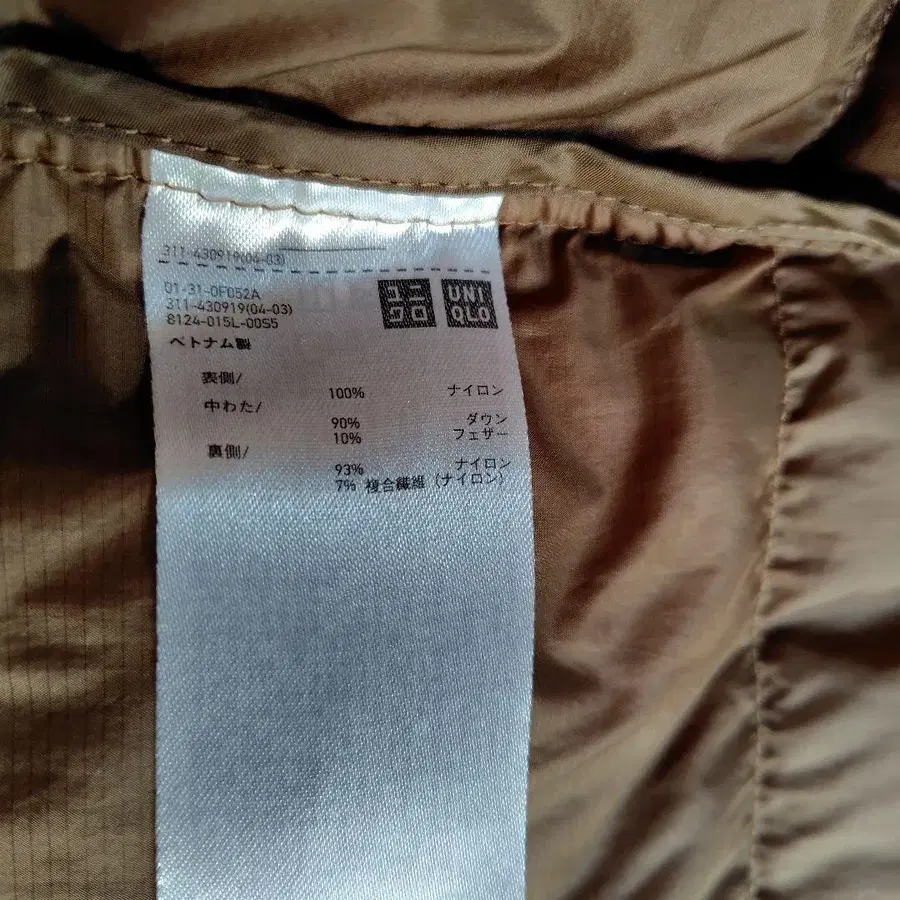 311-430919(04-03)
01-31-0F052A
311-430919(04-03)
8124-015L-00S5
ユニ
クロ
UNI
QLO
ベトナム製
表側/
100% ナイロン
中わた/
90% ダウン
10% フェザー
裏側/
93% ナイロン
7% 複合繊維 (ナイロン)